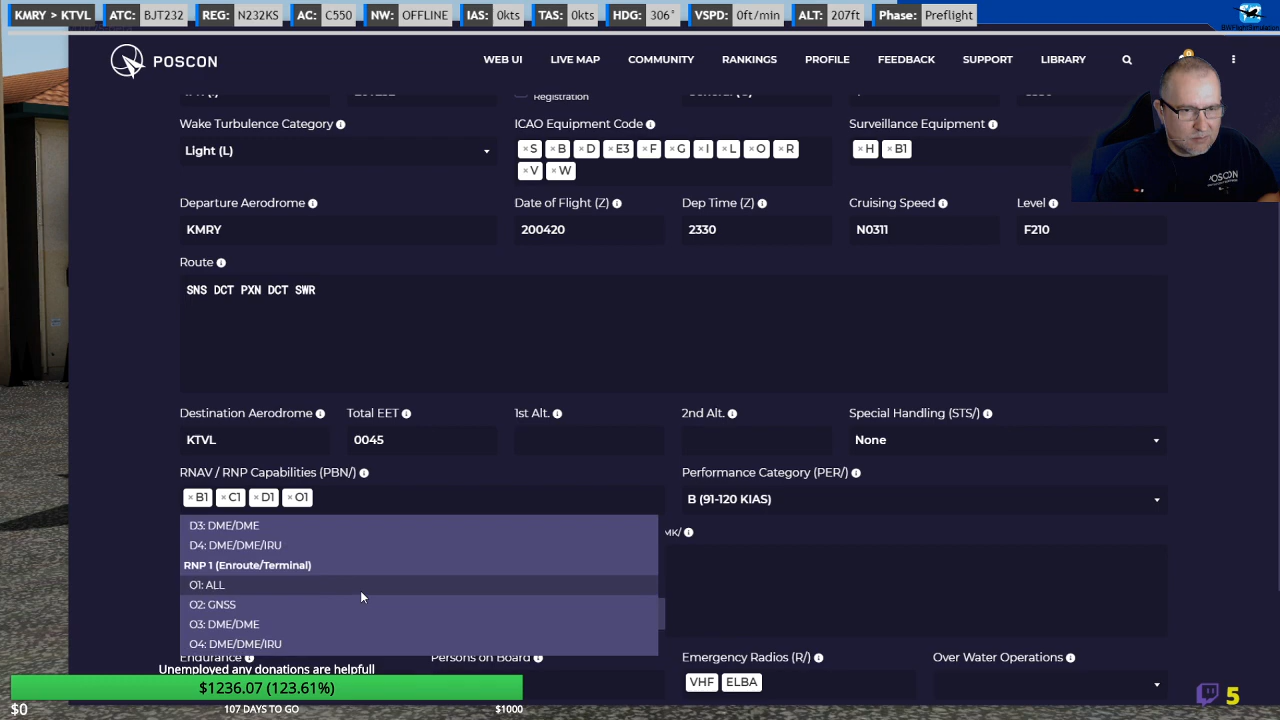 KMRY > KTVL ATC: BJT232 REG: N232KS AC: C550 NW: OFFLINE IAS: 0kts TAS: 0kts HDG: 306° VSPD: 0ft/min ALT: 207ft Phase: Preflight
POSCON WEB UI LIVE MAP COMMUNITY RANKINGS PROFILE FEEDBACK SUPPORT LIBRARY
Registration
Wake Turbulence Category ICAO Equipment Code Surveillance Equipment
Light (L) × S × B × D × E3 × F × G × I × L × O × R × H × B1
× V × W
Departure Aerodrome Date of Flight (Z) Dep Time (Z) Cruising Speed Level
KMRY 200420 2330 N0311 F210
Route
SNS DCT PXN DCT SWR
Destination Aerodrome Total EET 1st Alt. 2nd Alt. Special Handling (STS/)
KTVL 0045 None
RNAV / RNP Capabilities (PBN/) Performance Category (PER/)
× B1 × C1 × D1 × O1 B (91-120 KIAS)
D3: DME/DME
MK/
D4: DME/DME/IRU
RNP 1 (Enroute/Terminal)
O1: ALL
O2: GNSS
O3: DME/DME
O4: DME/DME/IRU
Endurance Persons on Board Emergency Radios (R/) Over Water Operations
Unemployed any donations are helpfull
VHF ELBA
$1236.07 (123.61%)
5
$0 107 DAYS TO GO $1000